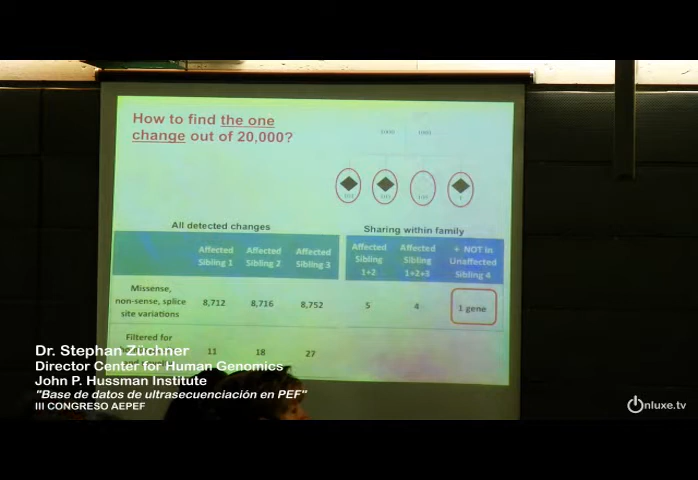 How to find the one
change out of 20,000?
1000 1001
All detected changes
Sharing within family
Affected
Sibling 1
Affected
Sibling 2
Affected
Sibling 3
Affected
Sibling
1+2
Affected
Sibling
1+2+3
+ NOT in
Unaffected
Sibling 4
Missense,
non-sense, splice
site variations
8,712
8,716
8,752
5
4
1 gene
Filtered for
11
18
27
Dr. Stephan Züchner
Director Center for Human Genomics
John P. Hussman Institute
"Base de datos de ultrasecuenciación en PEF"
III CONGRESO AEPEF
onluxe.tv